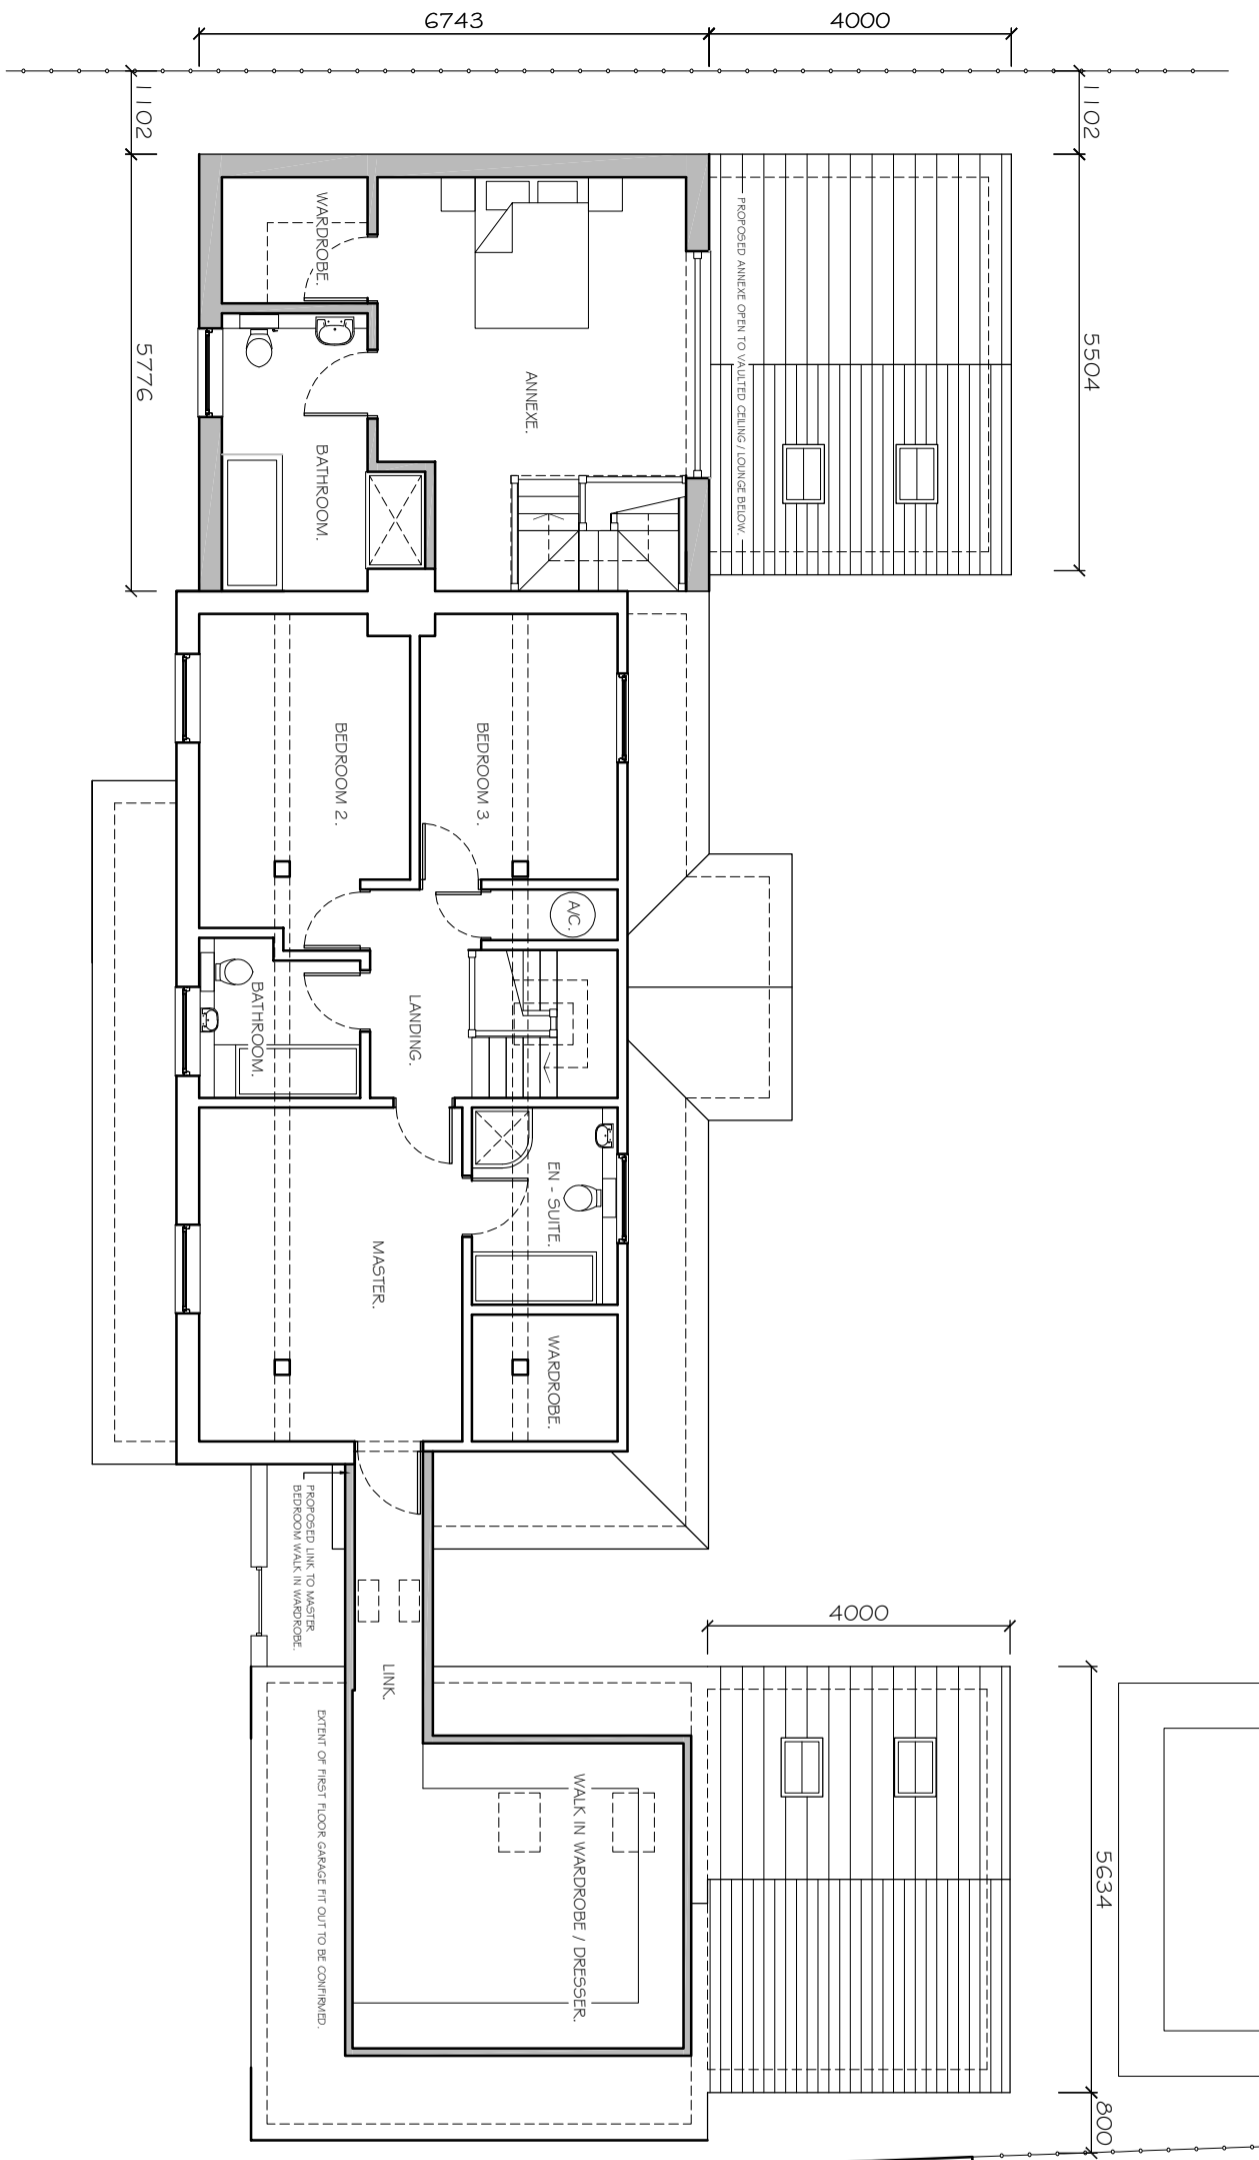 6743
4000
1102
1102
5776
5504
WARDROBE.
PROPOSED ANNEXE OPEN TO VAULTED CEILING / LOUNGE BELOW.
ANNEXE.
BATHROOM.
BEDROOM 2.
BEDROOM 3.
A/C.
BATHROOM.
LANDING.
EN - SUITE.
MASTER.
WARDROBE.
PROPOSED LINK TO MASTER
BEDROOM WALK IN WARDROBE.
LINK.
4000
EXTENT OF FIRST FLOOR GARAGE FIT OUT TO BE CONFIRMED.
WALK IN WARDROBE / DRESSER.
5634
800